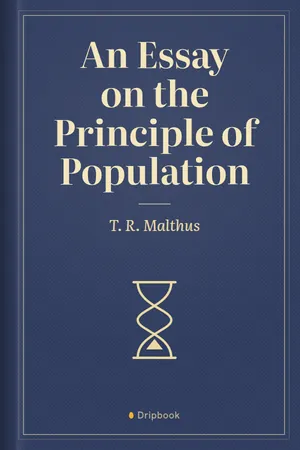 An Essay
on the
Principle of
Population
T. R. Malthus
Dripbook